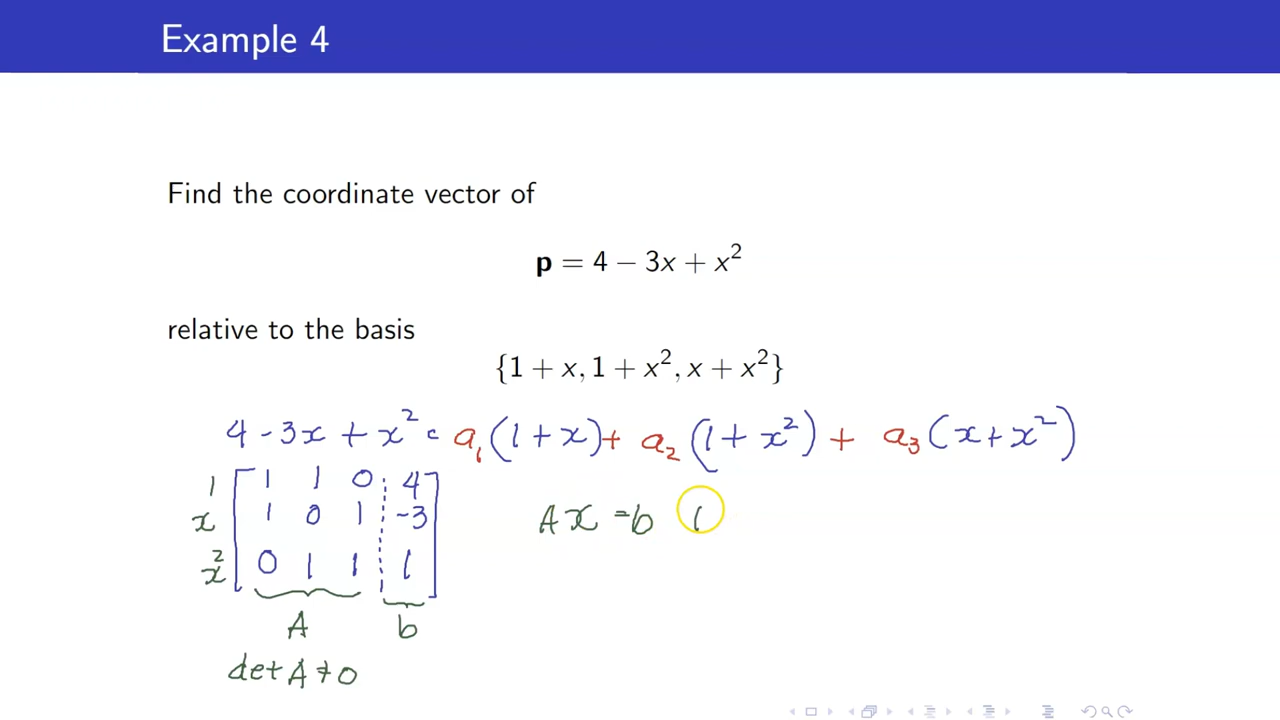 Example 4
Find the coordinate vector of
p = 4 − 3x + x²
relative to the basis
{1 + x, 1 + x², x + x²}
4 - 3x + x² = a₁(1 + x) + a₂(1 + x²) + a₃(x + x²)
1 [ 1 1 0 ⋮ 4 ]
x [ 1 0 1 ⋮ -3 ] Ax = b (
x² [ 0 1 1 ⋮ 1 ]
A b
det A ≠ 0